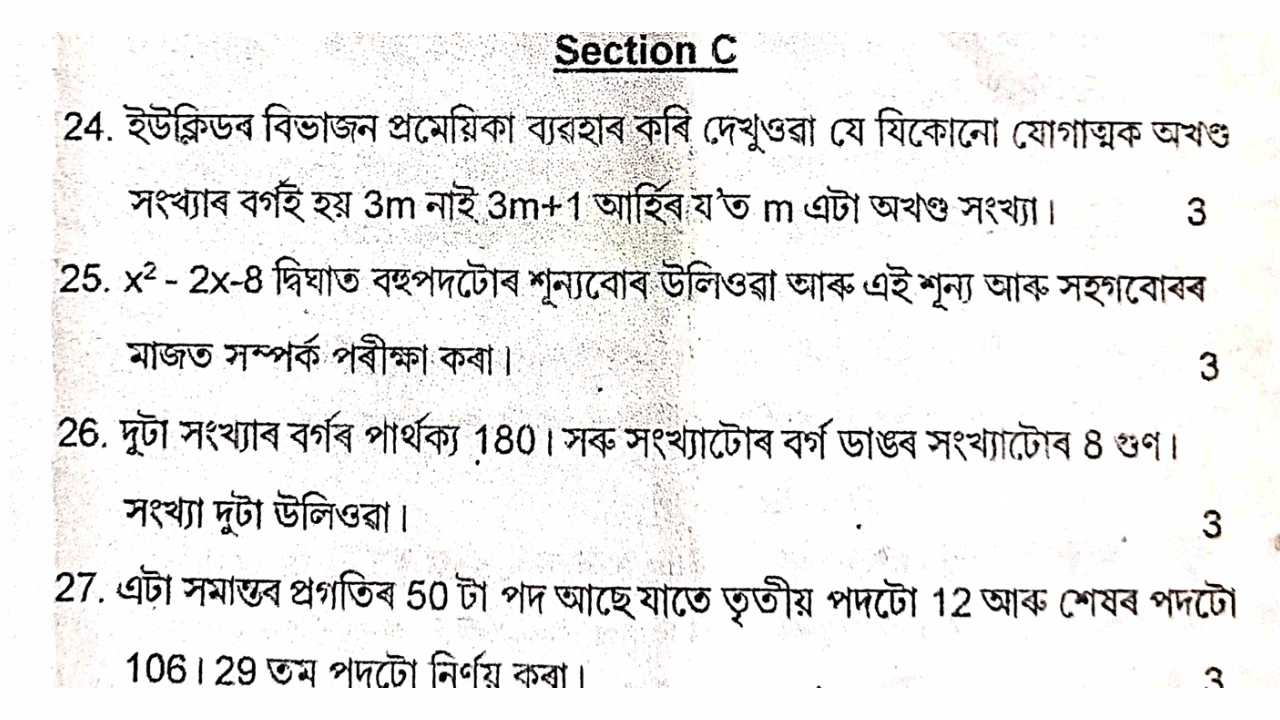 Section C
24. ইউক্লিডৰ বিভাজন প্ৰমেয়িকা ব্যৱহাৰ কৰি দেখুওৱা যে যিকোনো যোগাত্মক অখণ্ড
সংখ্যাৰ বৰ্গই হয় 3m নাই 3m+1 আৰ্হিৰ য'ত m এটা অখণ্ড সংখ্যা। 3
25. x² - 2x-8 দ্বিঘাত বহুপদটোৰ শূন্যবোৰ উলিওৱা আৰু এই শূন্য আৰু সহগবোৰৰ
মাজত সম্পৰ্ক পৰীক্ষা কৰা। 3
26. দুটা সংখ্যাৰ বৰ্গৰ পাৰ্থক্য 180। সৰু সংখ্যাটোৰ বৰ্গ ডাঙৰ সংখ্যাটোৰ 8 গুণ।
সংখ্যা দুটা উলিওৱা। 3
27. এটা সমান্তৰ প্ৰগতিৰ 50 টা পদ আছে যাতে তৃতীয় পদটো 12 আৰু শেষৰ পদটো
106। 29 তম পদটো নিৰ্ণয় কৰা। 3